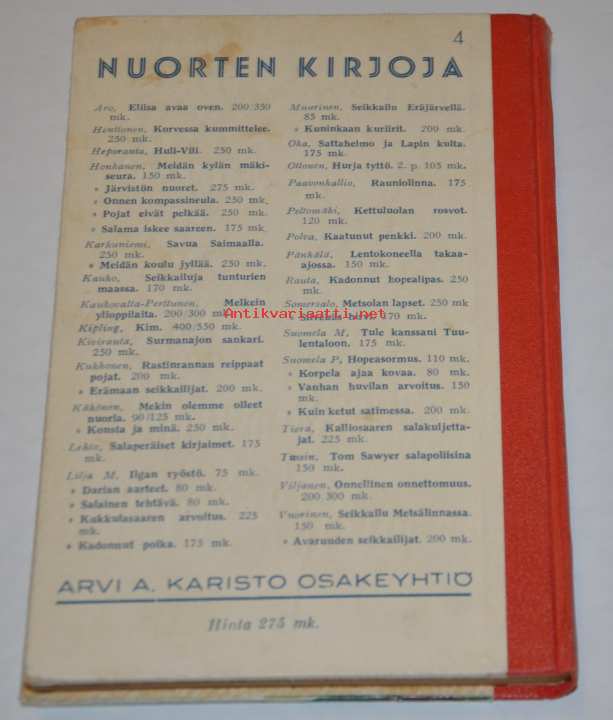 4
NUORTEN KIRJOJA
Aro, Eliisa avaa oven. 200/350
mk.
Henttonen, Korvessa kummittelee.
250 mk.
Heporauta, Huli-Vili. 250 mk.
Honkanen, Meidän kylän mäki-
seura. 150 mk.
» Järvistön nuoret. 275 mk.
» Onnen kompassineula. 250 mk.
» Pojat eivät pelkää. 250 mk.
» Salama iskee saareen. 175 mk.
Karkuniemi, Savua Saimaalla.
250 mk.
» Meidän koulu jyllää. 250 mk.
Kauko, Seikkailuja tunturien
maassa. 170 mk.
Kaukovalta-Perttunen, Melkein
ylioppilaita. 200/300 mk.
Kipling, Kim. 400/550 mk.
Kivirauta, Surmanajon sankari.
250 mk.
Kukkonen, Rastinrannan reippaat
pojat. 200 mk.
» Erämaan seikkailijat. 200 mk.
Käkönen, Mekin olemme olleet
nuoria. 90/125 mk.
» Konsta ja minä. 250 mk.
Lehto, Salaperäiset kirjaimet. 175
mk.
Lilja M, Ilgan ryöstö. 75 mk.
» Darian aarteet. 80 mk.
» Salainen tehtävä. 80 mk.
» Kukkulasaaren arvoitus. 225
mk.
» Kadonnut poika. 175 mk.
Muurinen, Seikkailu Eräjärvellä.
85 mk.
» Kuninkaan kuriirit. 200 mk.
Oka, Sattaheimo ja Lapin kulta.
175 mk.
Ollonen, Hurja tyttö. 2. p. 105 mk.
Paavonkallio, Rauniolinna. 175
mk.
Peltomäki, Kettuluolan rosvot.
120 mk.
Polva, Kaatunut penkki. 200 mk.
Pänkälä, Lentokoneella takaa-
ajossa. 150 mk.
Rauta, Kadonnut hopealipas. 250
mk.
Somersalo, Metsolan lapset. 250 mk
170 mk.
Antikvariaatti.net
Suomela M, Tule kanssani Tuu-
lentaloon. 175 mk.
Suomela P, Hopeasormus. 110 mk.
» Korpela ajaa kovaa. 80 mk.
» Vanhan huvilan arvoitus. 150
mk.
» Kuin ketut satimessa. 200 mk.
Tiera, Kalliosaaren salakuljetta-
jat. 225 mk.
Twain, Tom Sawyer salapoliisina
150 mk.
Viljanen, Onnellinen onnettomuus.
200/300 mk.
Vuorinen, Seikkailu Metsälinnassa.
150 mk.
» Avaruuden seikkailijat. 200 mk.
ARVI A. KARISTO OSAKEYHTIÖ
Hinta 275 mk.